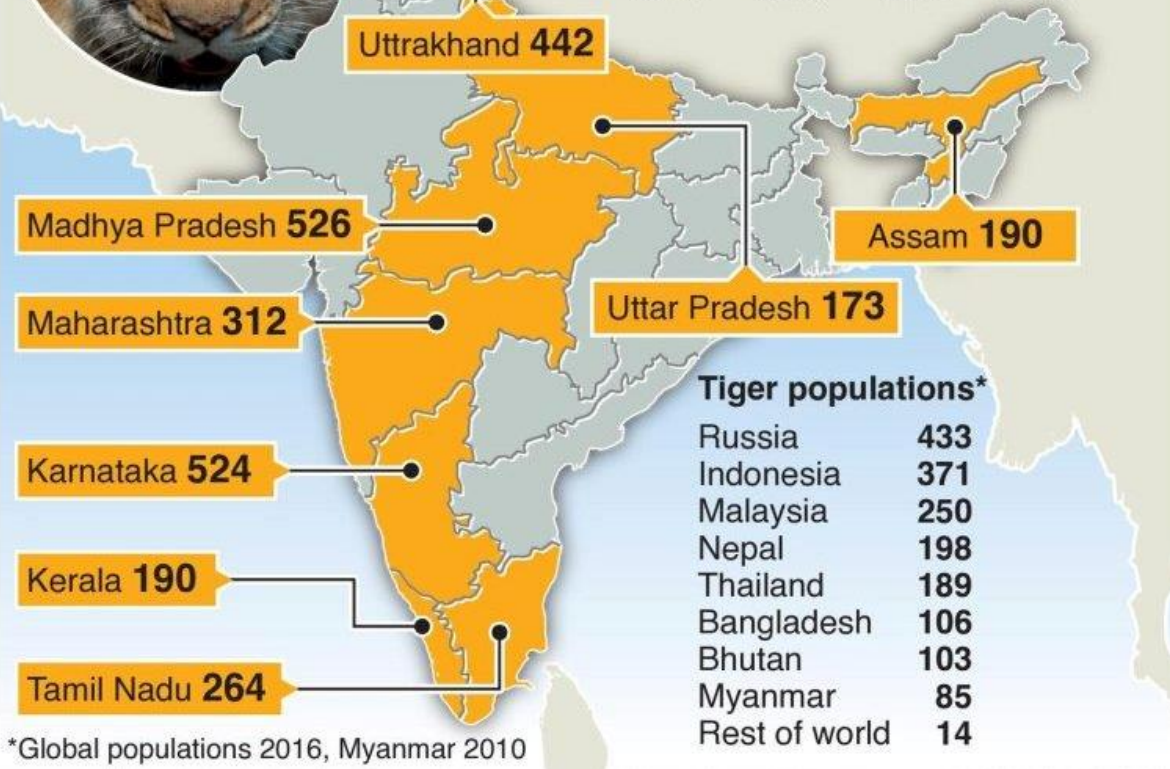 Uttrakhand 442
Madhya Pradesh 526
Assam 190
Uttar Pradesh 173
Maharashtra 312
Tiger populations*
Russia 433
Indonesia 371
Malaysia 250
Nepal 198
Thailand 189
Bangladesh 106
Bhutan 103
Myanmar 85
Rest of world 14
Karnataka 524
Kerala 190
Tamil Nadu 264
*Global populations 2016, Myanmar 2010